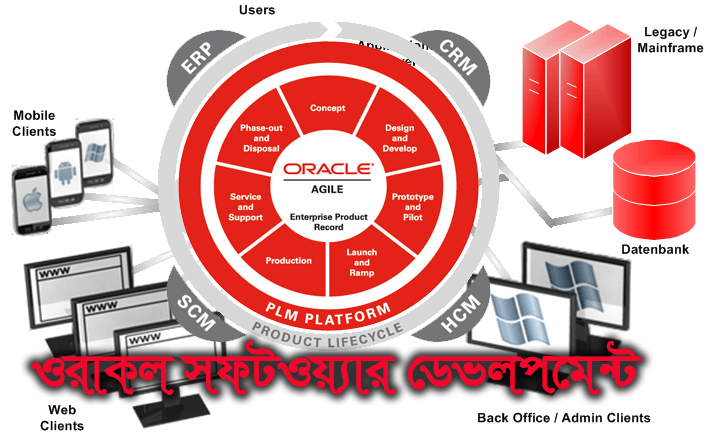 Users
ERP
CRM
Application
Legacy /
Mainframe
Mobile
Clients
Concept
Phase-out
and
Disposal
Design
and
Develop
ORACLE®
AGILE
Enterprise Product
Record
Service
and
Support
Prototype
and Pilot
Production
Launch
and
Ramp
Datenbank
PLM PLATFORM
PRODUCT LIFECYCLE
SCM
HCM
WWW
WWW
WWW
ওরাকল সফটওয়্যার ডেভলপমেন্ট
Web
Clients
Back Office / Admin Clients